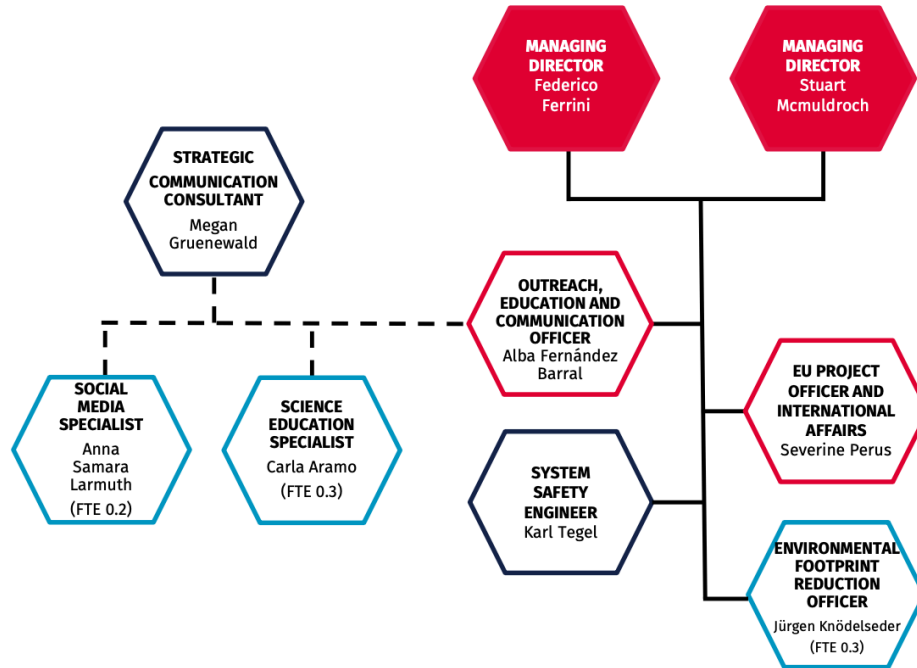 MANAGING
DIRECTOR
Federico
Ferrini
MANAGING
DIRECTOR
Stuart
Mcmuldroch
STRATEGIC
COMMUNICATION
CONSULTANT
Megan
Gruenewald
OUTREACH,
EDUCATION AND
COMMUNICATION
OFFICER
Alba Fernández
Barral
SOCIAL
MEDIA
SPECIALIST
Anna
Samara
Larmuth
(FTE 0.2)
SCIENCE
EDUCATION
SPECIALIST
Carla Aramo
(FTE 0.3)
EU PROJECT
OFFICER AND
INTERNATIONAL
AFFAIRS
Severine Perus
SYSTEM
SAFETY
ENGINEER
Karl Tegel
ENVIRONMENTAL
FOOTPRINT
REDUCTION
OFFICER
Jürgen Knödelseder
(FTE 0.3)